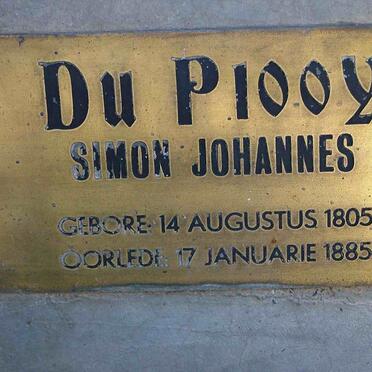 Du Plooy
SIMON JOHANNES
GEBORE: 14 AUGUSTUS 1805
OORLEDE: 17 JANUARIE 1885